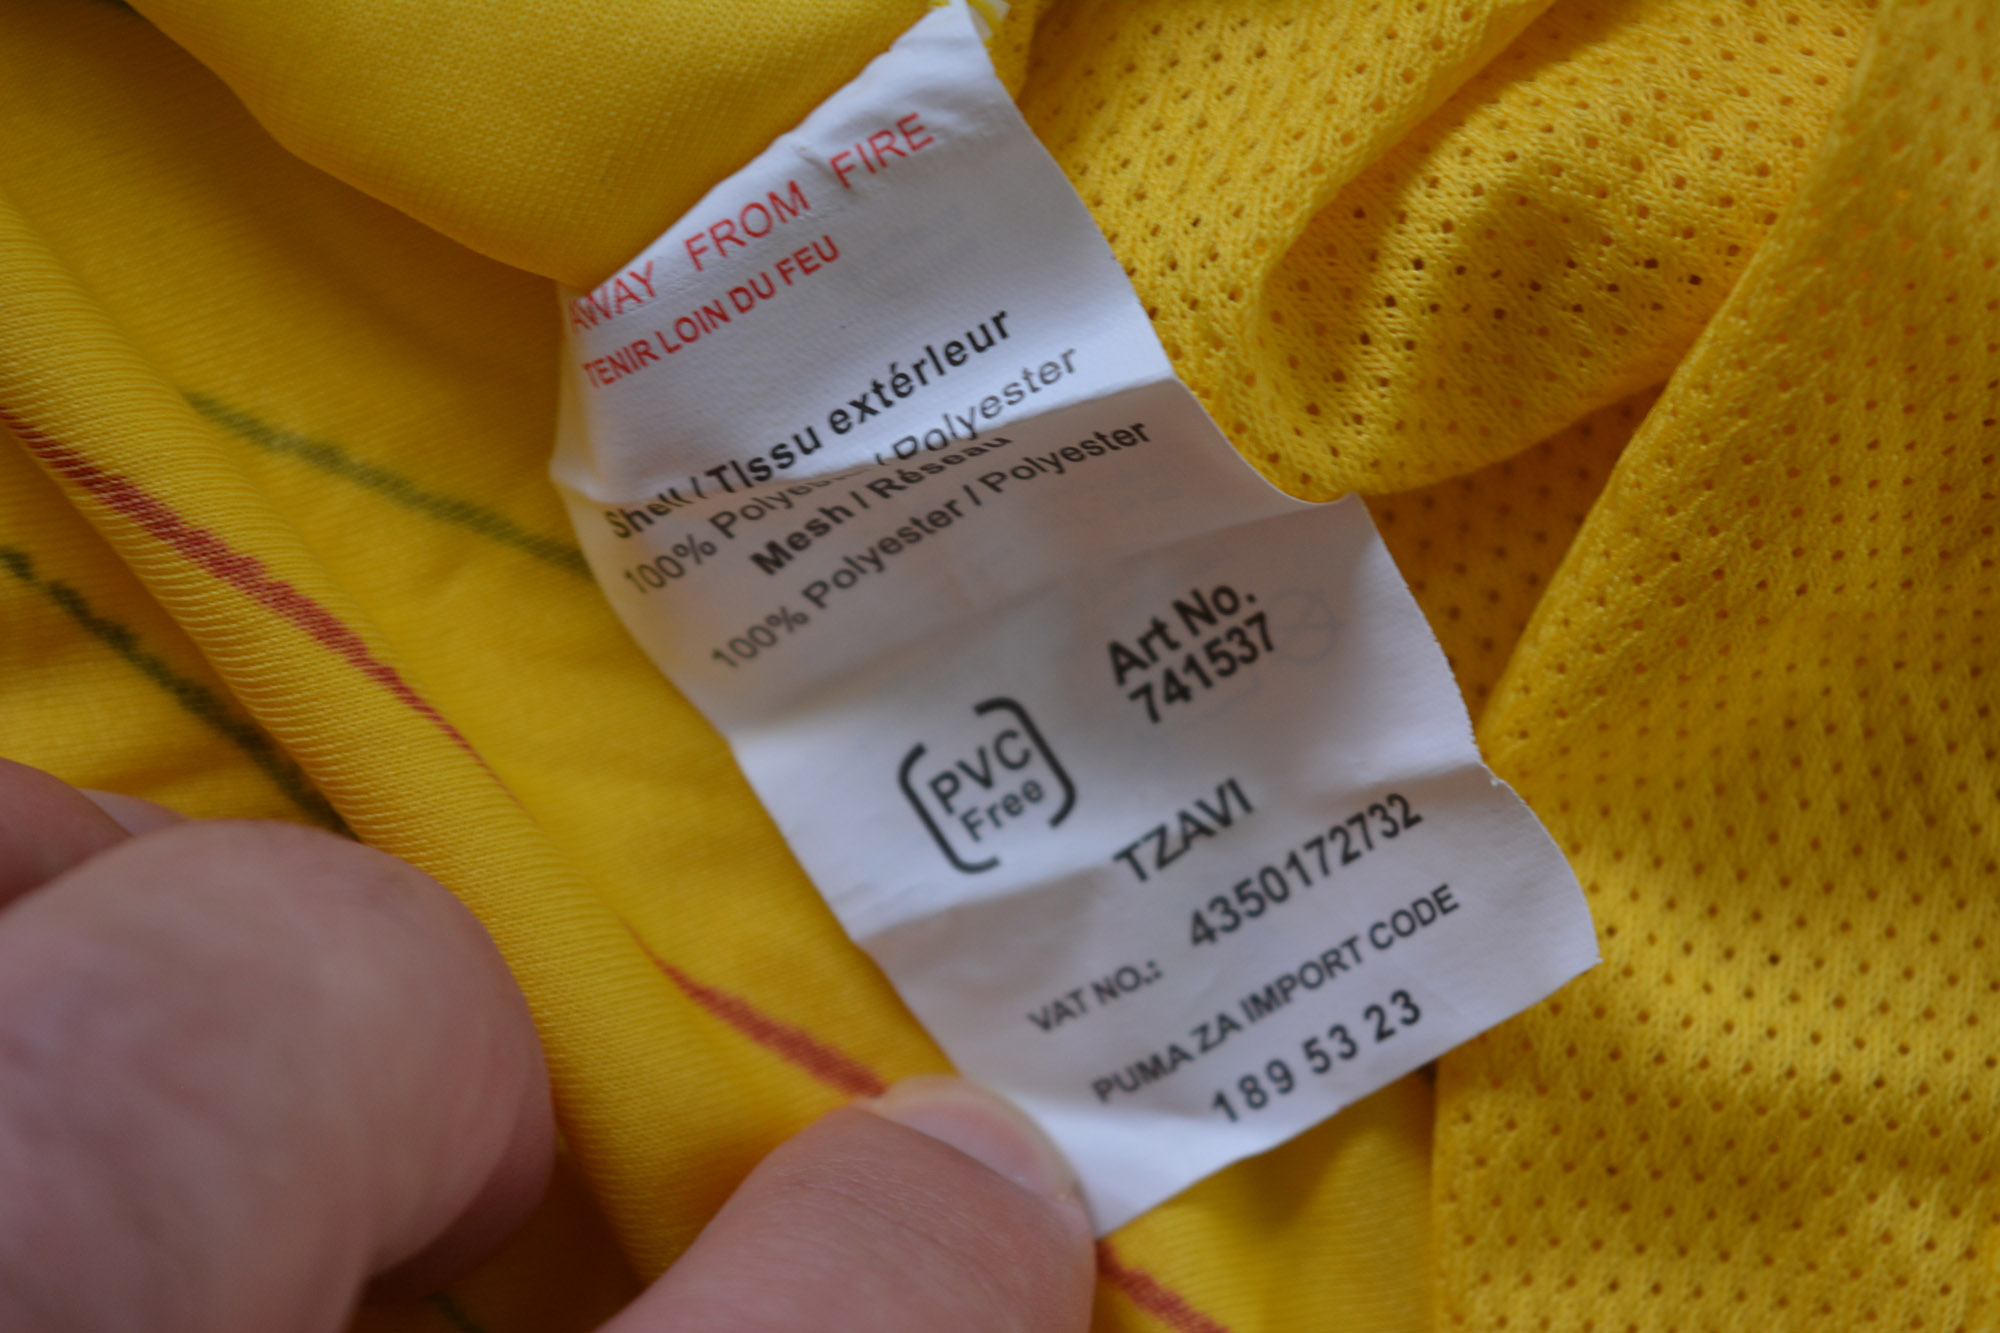 AWAY FROM FIRE
TENIR LOIN DU FEU
Shell / Tissu extérieur
100% Polyester / Polyester
Mesh / Réseau
100% Polyester / Polyester
Art No.
741537
PVC
Free
TZAVI
VAT NO.: 4350172732
PUMA ZA IMPORT CODE
189 53 23